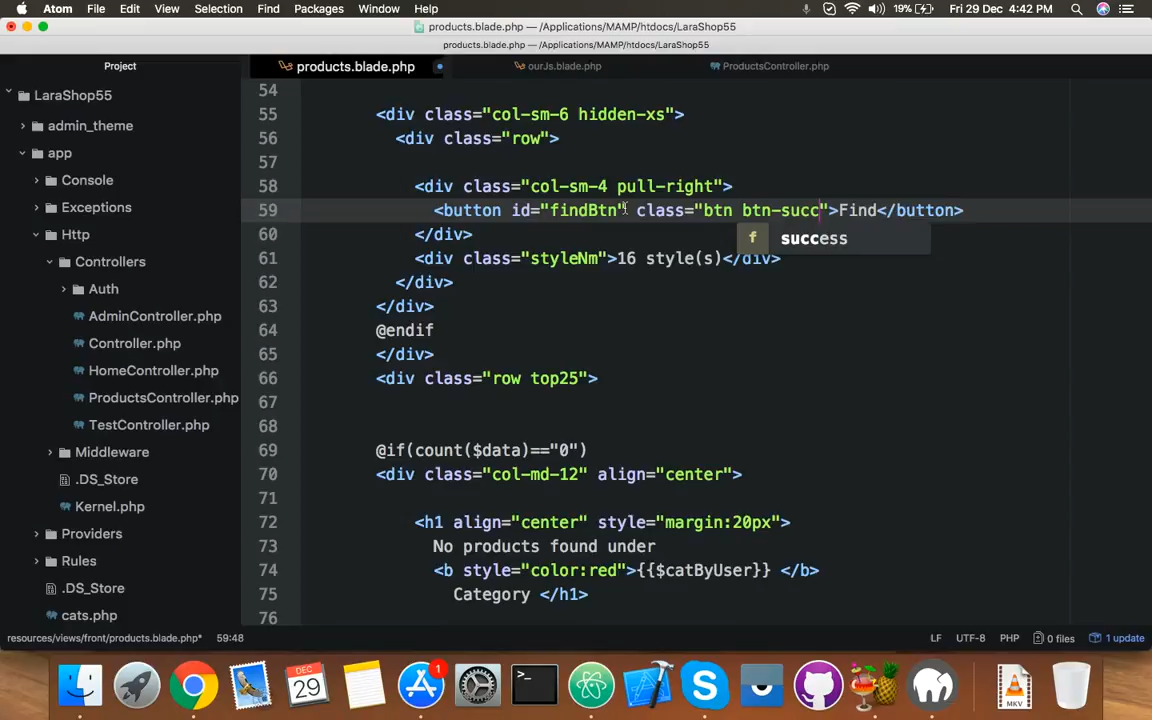 Atom File Edit View Selection Find Packages Window Help 19% Fri 29 Dec 4:42 PM
products.blade.php — /Applications/MAMP/htdocs/LaraShop55
products.blade.php — /Applications/MAMP/htdocs/LaraShop55
Project
products.blade.php
ourJs.blade.php
ProductsController.php
LaraShop55
admin_theme
app
Console
Exceptions
Http
Controllers
Auth
AdminController.php
Controller.php
HomeController.php
ProductsController.php
TestController.php
Middleware
.DS_Store
Kernel.php
Providers
Rules
.DS_Store
cats.php
54
55 <div class="col-sm-6 hidden-xs">
56 <div class="row">
57
58 <div class="col-sm-4 pull-right">
59 <button id="findBtn" class="btn btn-succ">Find</button>
f success
60 </div>
61 <div class="styleNm">16 style(s)</div>
62 </div>
63 </div>
64 @endif
65 </div>
66 <div class="row top25">
67
68
69 @if(count($data)=="0")
70 <div class="col-md-12" align="center">
71
72 <h1 align="center" style="margin:20px">
73 No products found under
74 <b style="color:red">{{$catByUser}} </b>
75 Category </h1>
76
resources/views/front/products.blade.php* 59:48 LF UTF-8 PHP 0 files 1 update
1
DEC
29
>_
S
MKV